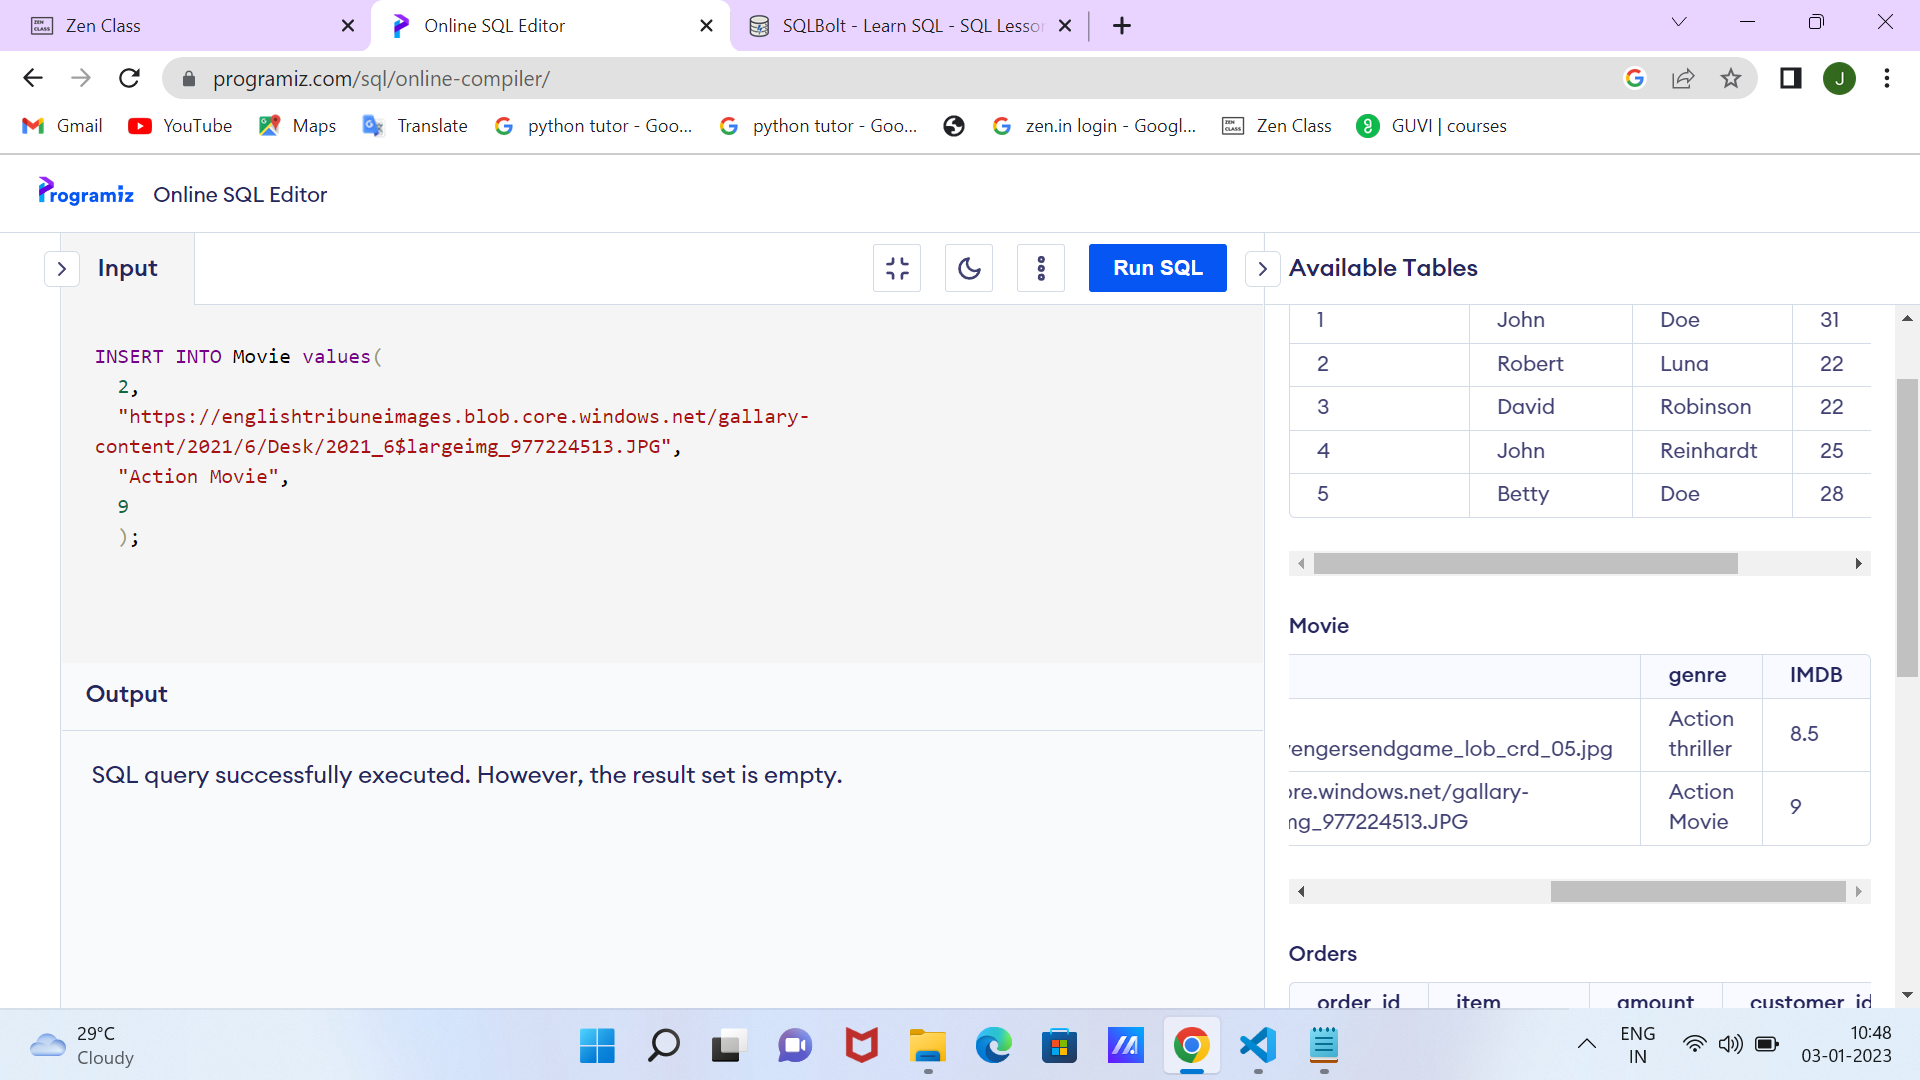 Zen Class
Online SQL Editor
SQLBolt - Learn SQL - SQL Lesson
programiz.com/sql/online-compiler/
J
Gmail
YouTube
Maps
Translate
python tutor - Goo...
python tutor - Goo...
zen.in login - Googl...
Zen Class
GUVI | courses
Programiz Online SQL Editor
Input
Run SQL
Available Tables
INSERT INTO Movie values(
2,
"https://englishtribuneimages.blob.core.windows.net/gallary-
content/2021/6/Desk/2021_6$largeimg_977224513.JPG",
"Action Movie",
9
);
Output
SQL query successfully executed. However, the result set is empty.
1 John Doe 31
2 Robert Luna 22
3 David Robinson 22
4 John Reinhardt 25
5 Betty Doe 28
Movie
genre IMDB
Action
vengersendgame_lob_crd_05.jpg thriller 8.5
ore.windows.net/gallary- Action
ng_977224513.JPG Movie 9
Orders
order_id item amount customer_id
29°C
Cloudy
ENG
IN
10:48
03-01-2023